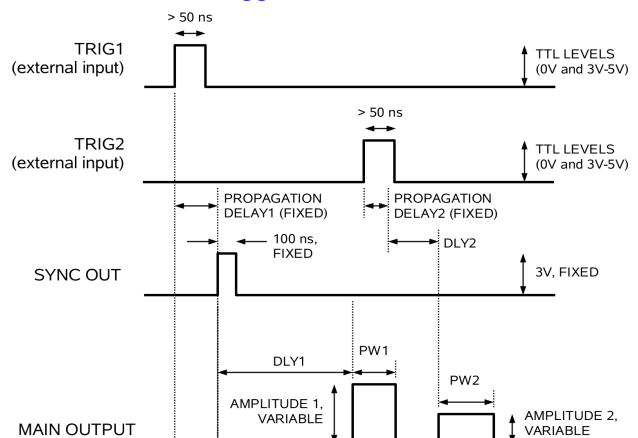 > 50 ns
TRIG1
(external input)
TTL LEVELS
(0V and 3V-5V)
> 50 ns
TRIG2
(external input)
TTL LEVELS
(0V and 3V-5V)
PROPAGATION
DELAY1 (FIXED)
PROPAGATION
DELAY2 (FIXED)
100 ns,
FIXED
DLY2
SYNC OUT
3V, FIXED
DLY1
PW1
PW2
AMPLITUDE 1,
VARIABLE
AMPLITUDE 2,
VARIABLE
MAIN OUTPUT